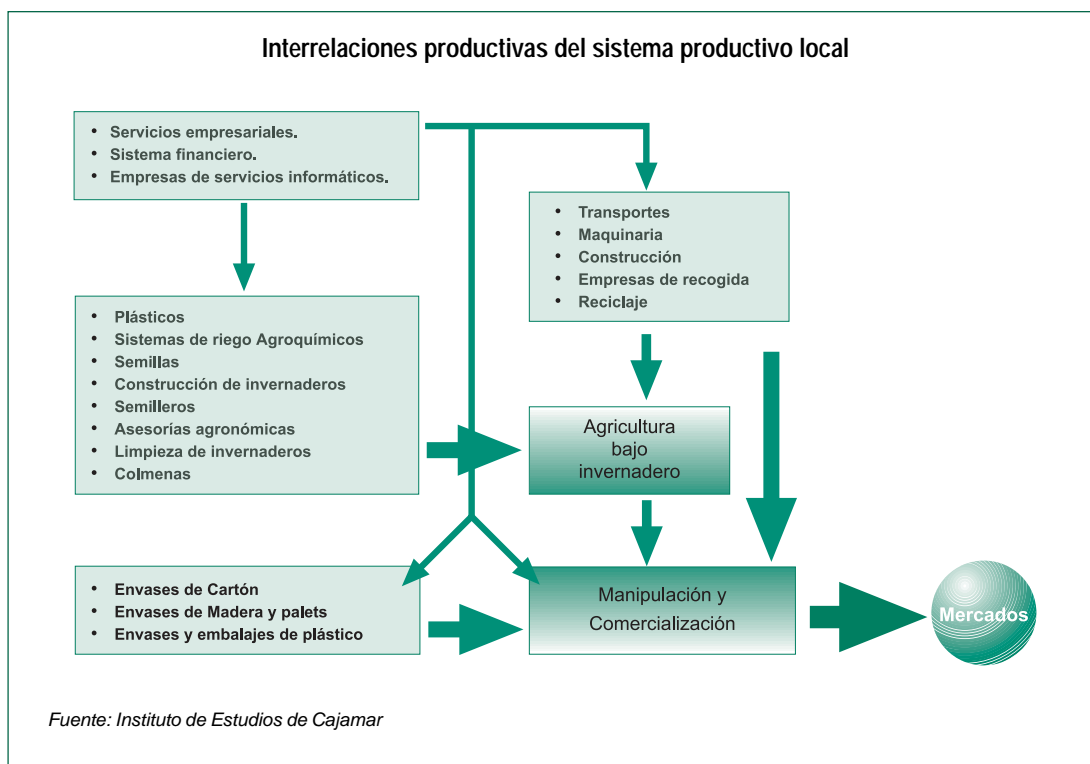 Interrelaciones productivas del sistema productivo local
• Servicios empresariales.
• Sistema financiero.
• Empresas de servicios informáticos.
• Transportes
• Maquinaria
• Construcción
• Empresas de recogida
• Reciclaje
• Plásticos
• Sistemas de riego Agroquímicos
• Semillas
• Construcción de invernaderos
• Semilleros
• Asesorías agronómicas
• Limpieza de invernaderos
• Colmenas
Agricultura
bajo
invernadero
• Envases de Cartón
• Envases de Madera y palets
• Envases y embalajes de plástico
Manipulación y
Comercialización
Mercados
Fuente: Instituto de Estudios de Cajamar